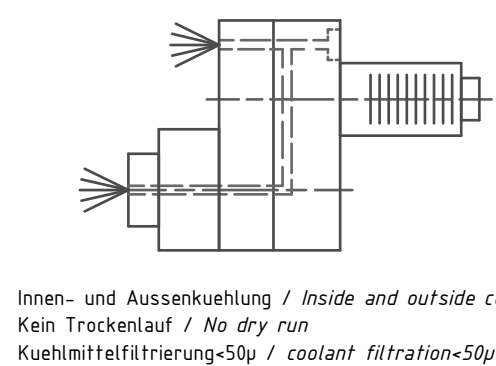 Innen- und Aussenkuehlung / Inside and outside
Kein Trockenlauf / No dry run
Kuehlmittelfiltrierung<50µ / coolant filtration<50µ